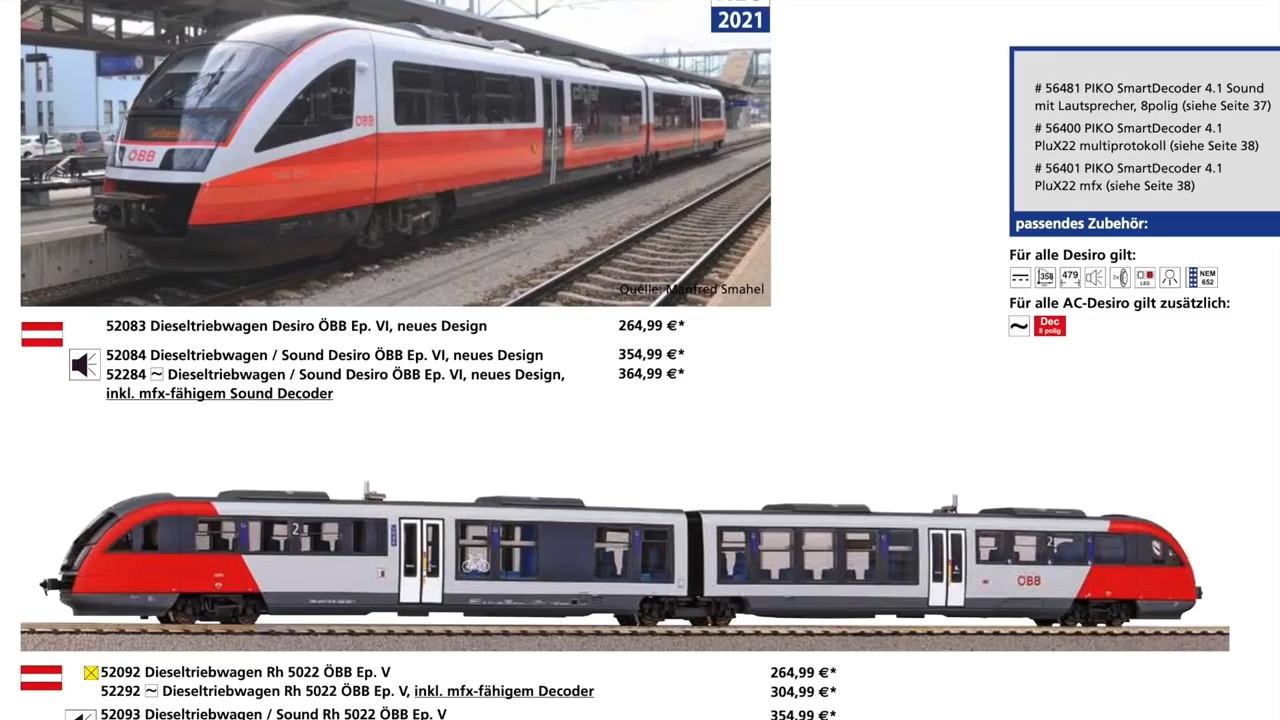 2021
ÖBB
ÖBB
Quelle: Manfred Smahel
# 56481 PIKO SmartDecoder 4.1 Sound
mit Lautsprecher, 8polig (siehe Seite 37)
# 56400 PIKO SmartDecoder 4.1
PluX22 multiprotokoll (siehe Seite 38)
# 56401 PIKO SmartDecoder 4.1
PluX22 mfx (siehe Seite 38)
passendes Zubehör:
Für alle Desiro gilt:
358
479
2x
LED
NEM
652
Für alle AC-Desiro gilt zusätzlich:
~
Dec
8 polig
52083 Dieseltriebwagen Desiro ÖBB Ep. VI, neues Design 264,99 €*
52084 Dieseltriebwagen / Sound Desiro ÖBB Ep. VI, neues Design 354,99 €*
52284 ~ Dieseltriebwagen / Sound Desiro ÖBB Ep. VI, neues Design, 364,99 €*
inkl. mfx-fähigem Sound Decoder
2
2
ÖBB
52092 Dieseltriebwagen Rh 5022 ÖBB Ep. V 264,99 €*
52292 ~ Dieseltriebwagen Rh 5022 ÖBB Ep. V, inkl. mfx-fähigem Decoder 304,99 €*
52093 Dieseltriebwagen / Sound Rh 5022 ÖBB Ep. V 354,99 €*